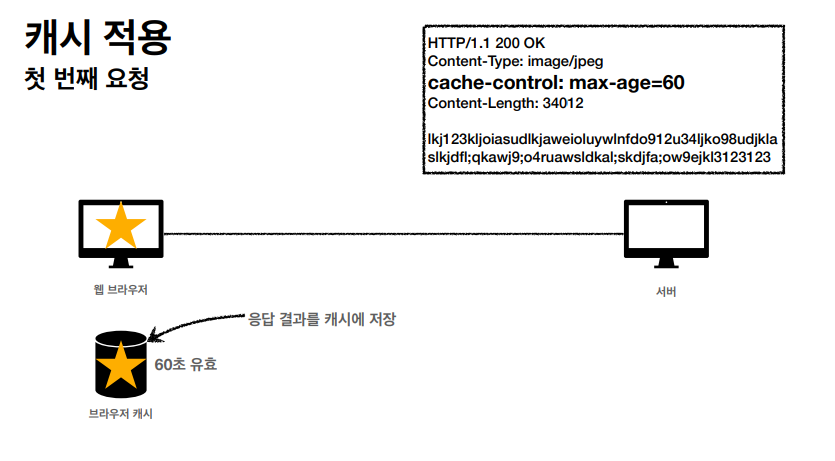 캐시 적용
첫 번째 요청
HTTP/1.1 200 OK
Content-Type: image/jpeg
cache-control: max-age=60
Content-Length: 34012
lkj123kljoiasudlkjaweioluywlnfdo912u34ljko98udjkla
slkjdfl;qkawj9;o4ruawsldkal;skdjfa;ow9ejkl3123123
웹 브라우저
서버
응답 결과를 캐시에 저장
60초 유효
브라우저 캐시